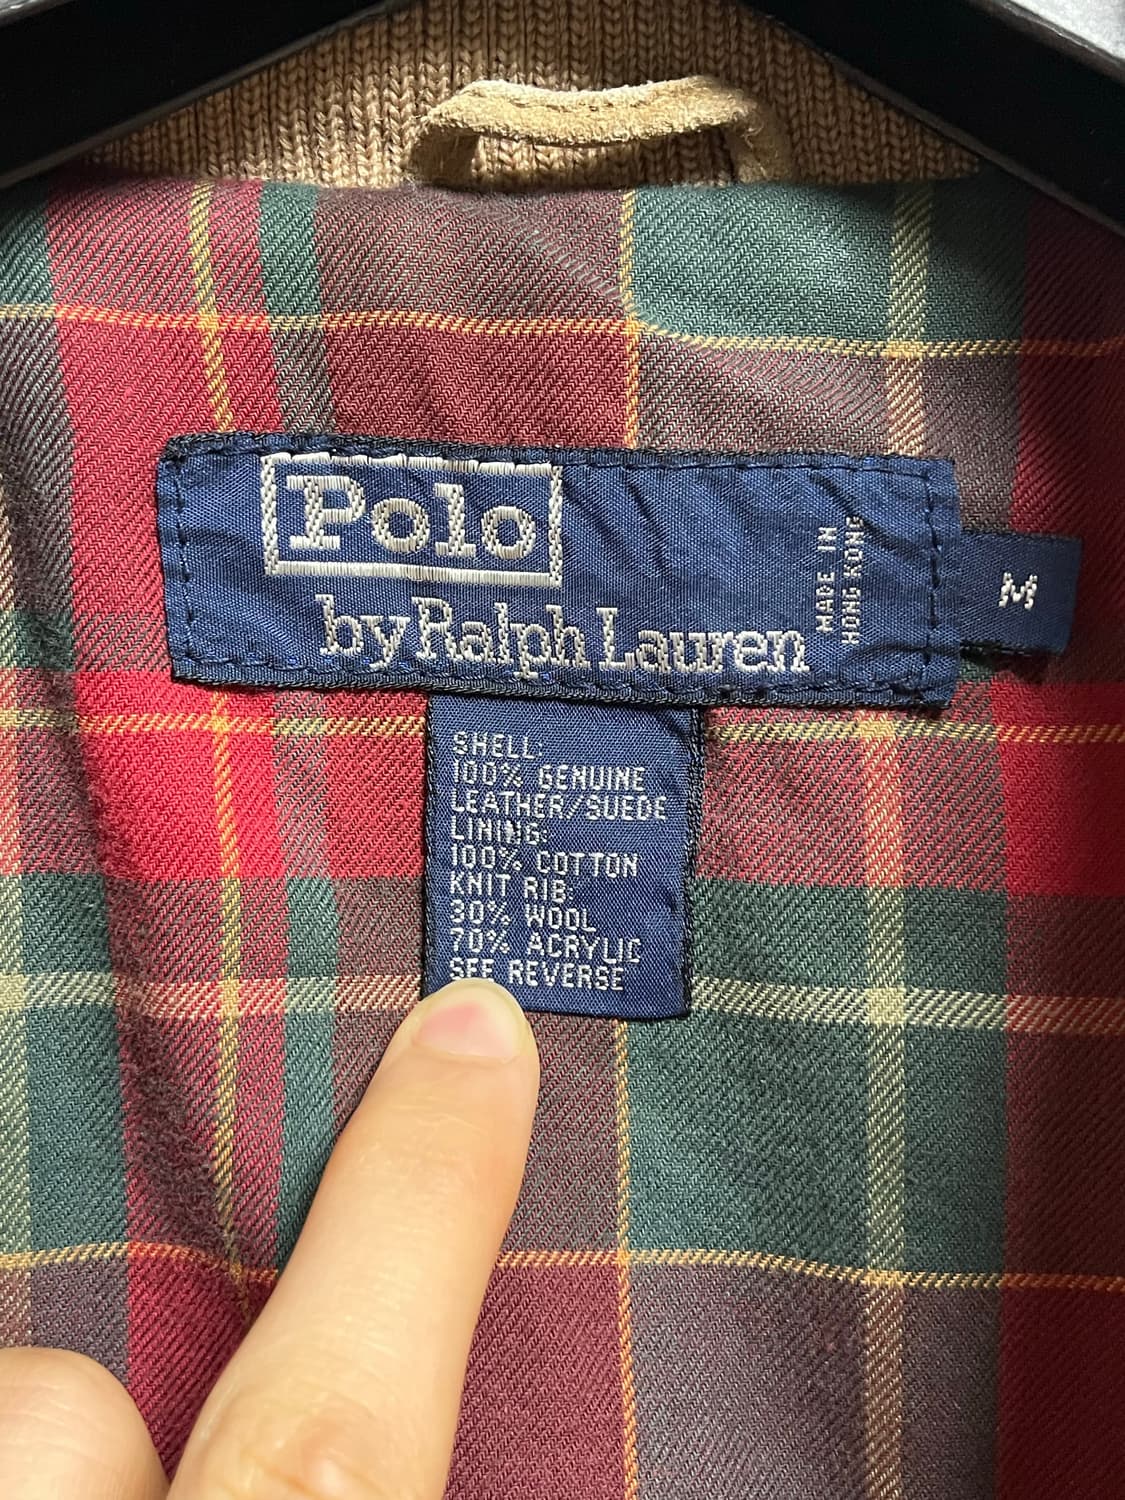 Polo
by Ralph Lauren
MADE IN
HONG KONG
M
SHELL:
100% GENUINE
LEATHER/SUEDE
LINING:
100% COTTON
KNIT RIB.
30% WOOL
70% ACRYLIC
SEE REVERSE